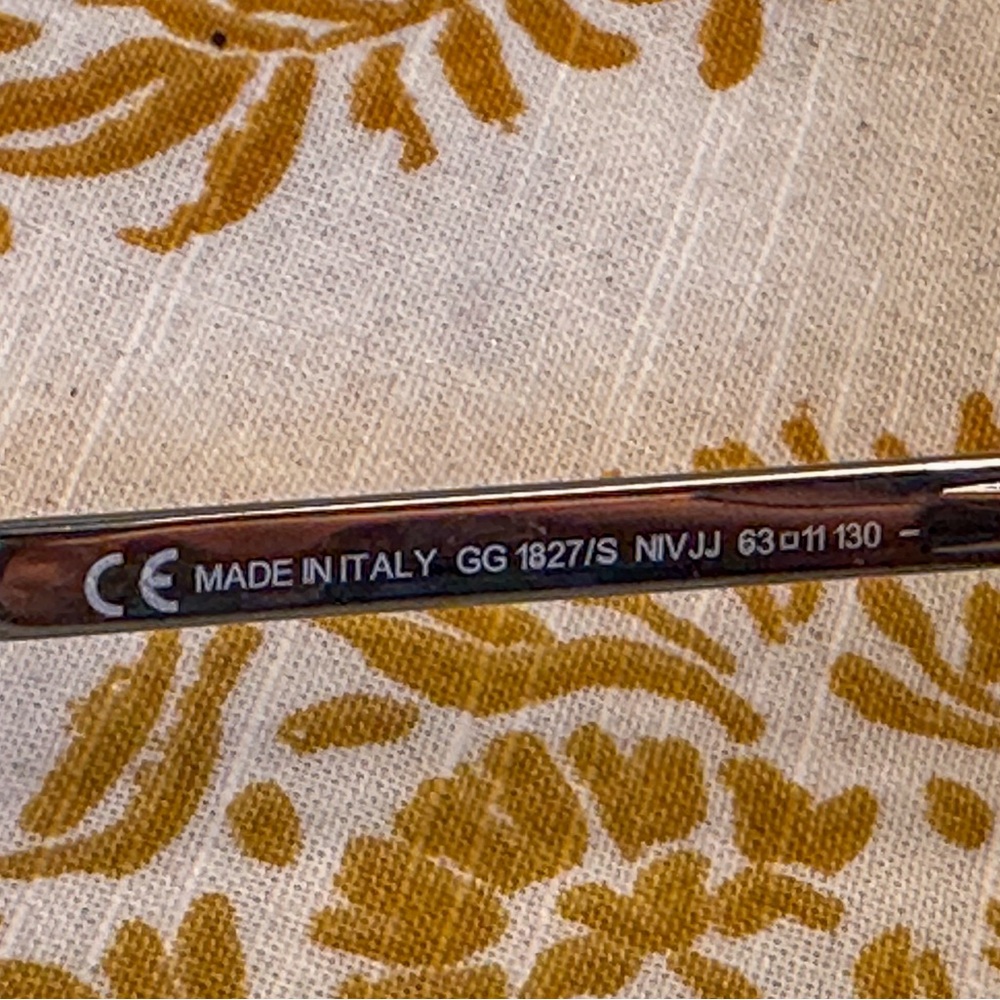 CE MADE IN ITALY GG 1827/S NIVJJ 63□11 130 -